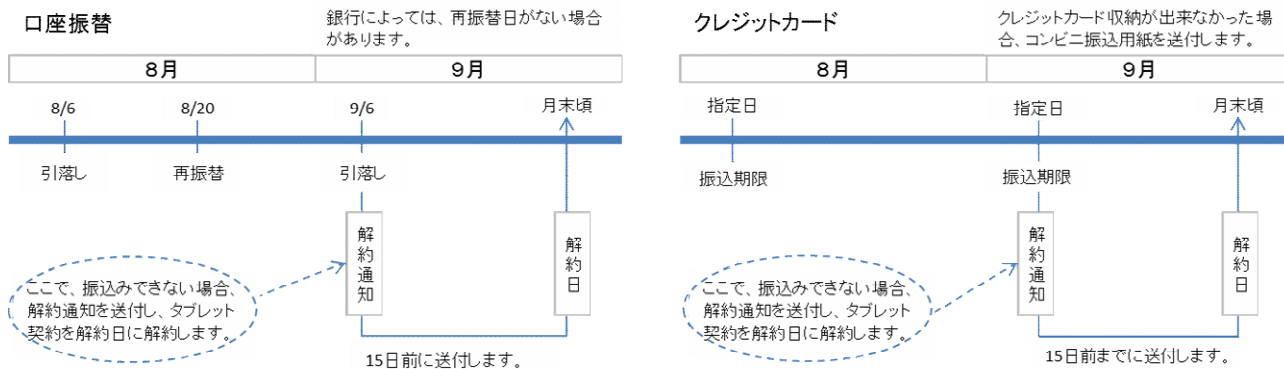 口座振替
銀行によっては、再振替日がない場合
があります。
8月
9月
8/6
8/20
9/6
月末頃
引落し
再振替
引落し
解約通知
解約日
ここで、振込みできない場合、
解約通知を送付し、タブレット
契約を解約日に解約します。
15日前に送付します。
クレジットカード
クレジットカード収納が出来なかった場
合、コンビニ振込用紙を送付します。
8月
9月
指定日
指定日
月末頃
振込期限
振込期限
解約通知
解約日
ここで、振込みできない場合、
解約通知を送付し、タブレット
契約を解約日に解約します。
15日前までに送付します。